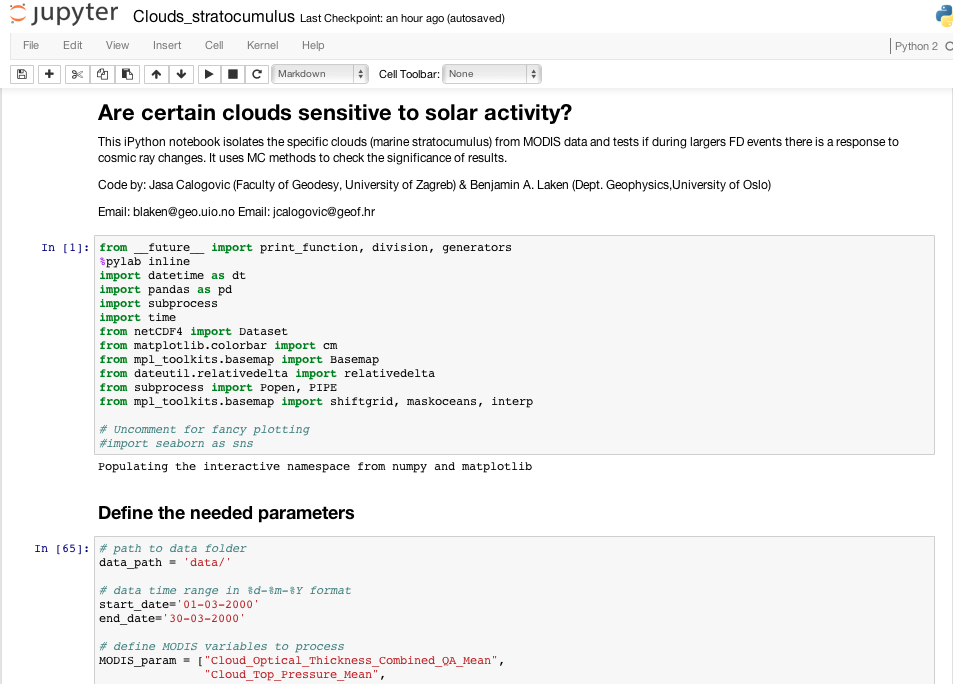 jupyter Clouds_stratocumulus Last Checkpoint: an hour ago (autosaved)
File Edit View Insert Cell Kernel Help Python 2
Markdown Cell Toolbar: None
Are certain clouds sensitive to solar activity?
This iPython notebook isolates the specific clouds (marine stratocumulus) from MODIS data and tests if during largers FD events there is a response to
cosmic ray changes. It uses MC methods to check the significance of results.
Code by: Jasa Calogovic (Faculty of Geodesy, University of Zagreb) & Benjamin A. Laken (Dept. Geophysics,University of Oslo)
Email: blaken@geo.uio.no Email: jcalogovic@geof.hr
In [1]: from __future__ import print_function, division, generators
%pylab inline
import datetime as dt
import pandas as pd
import subprocess
import time
from netCDF4 import Dataset
from matplotlib.colorbar import cm
from mpl_toolkits.basemap import Basemap
from dateutil.relativedelta import relativedelta
from subprocess import Popen, PIPE
from mpl_toolkits.basemap import shiftgrid, maskoceans, interp
# Uncomment for fancy plotting
#import seaborn as sns
Populating the interactive namespace from numpy and matplotlib
Define the needed parameters
In [65]: # path to data folder
data_path = 'data/'
# data time range in %d-%m-%Y format
start_date='01-03-2000'
end_date='30-03-2000'
# define MODIS variables to process
MODIS_param = ["Cloud_Optical_Thickness_Combined_QA_Mean",
"Cloud_Top_Pressure_Mean",